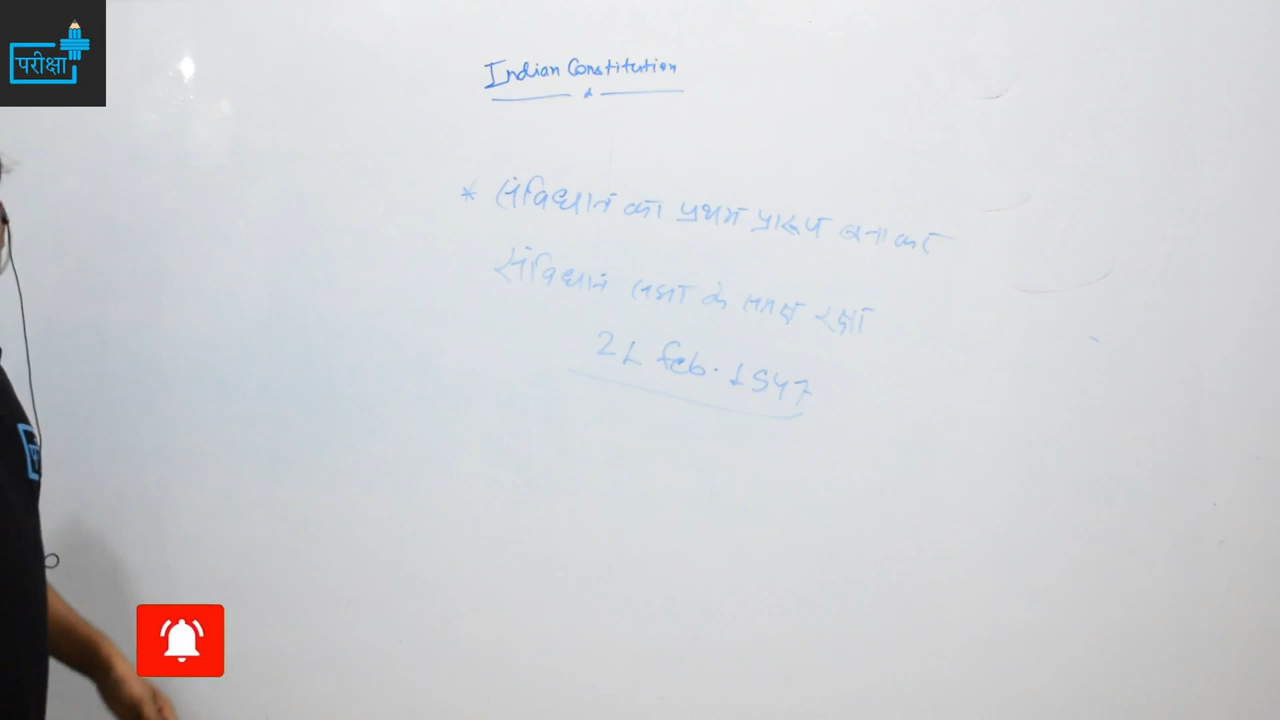 परीक्षा
Indian Constitution
* संविधान का प्रथम प्रारूप बनाकर
संविधान सभा के समक्ष रखा
21 feb. 1947